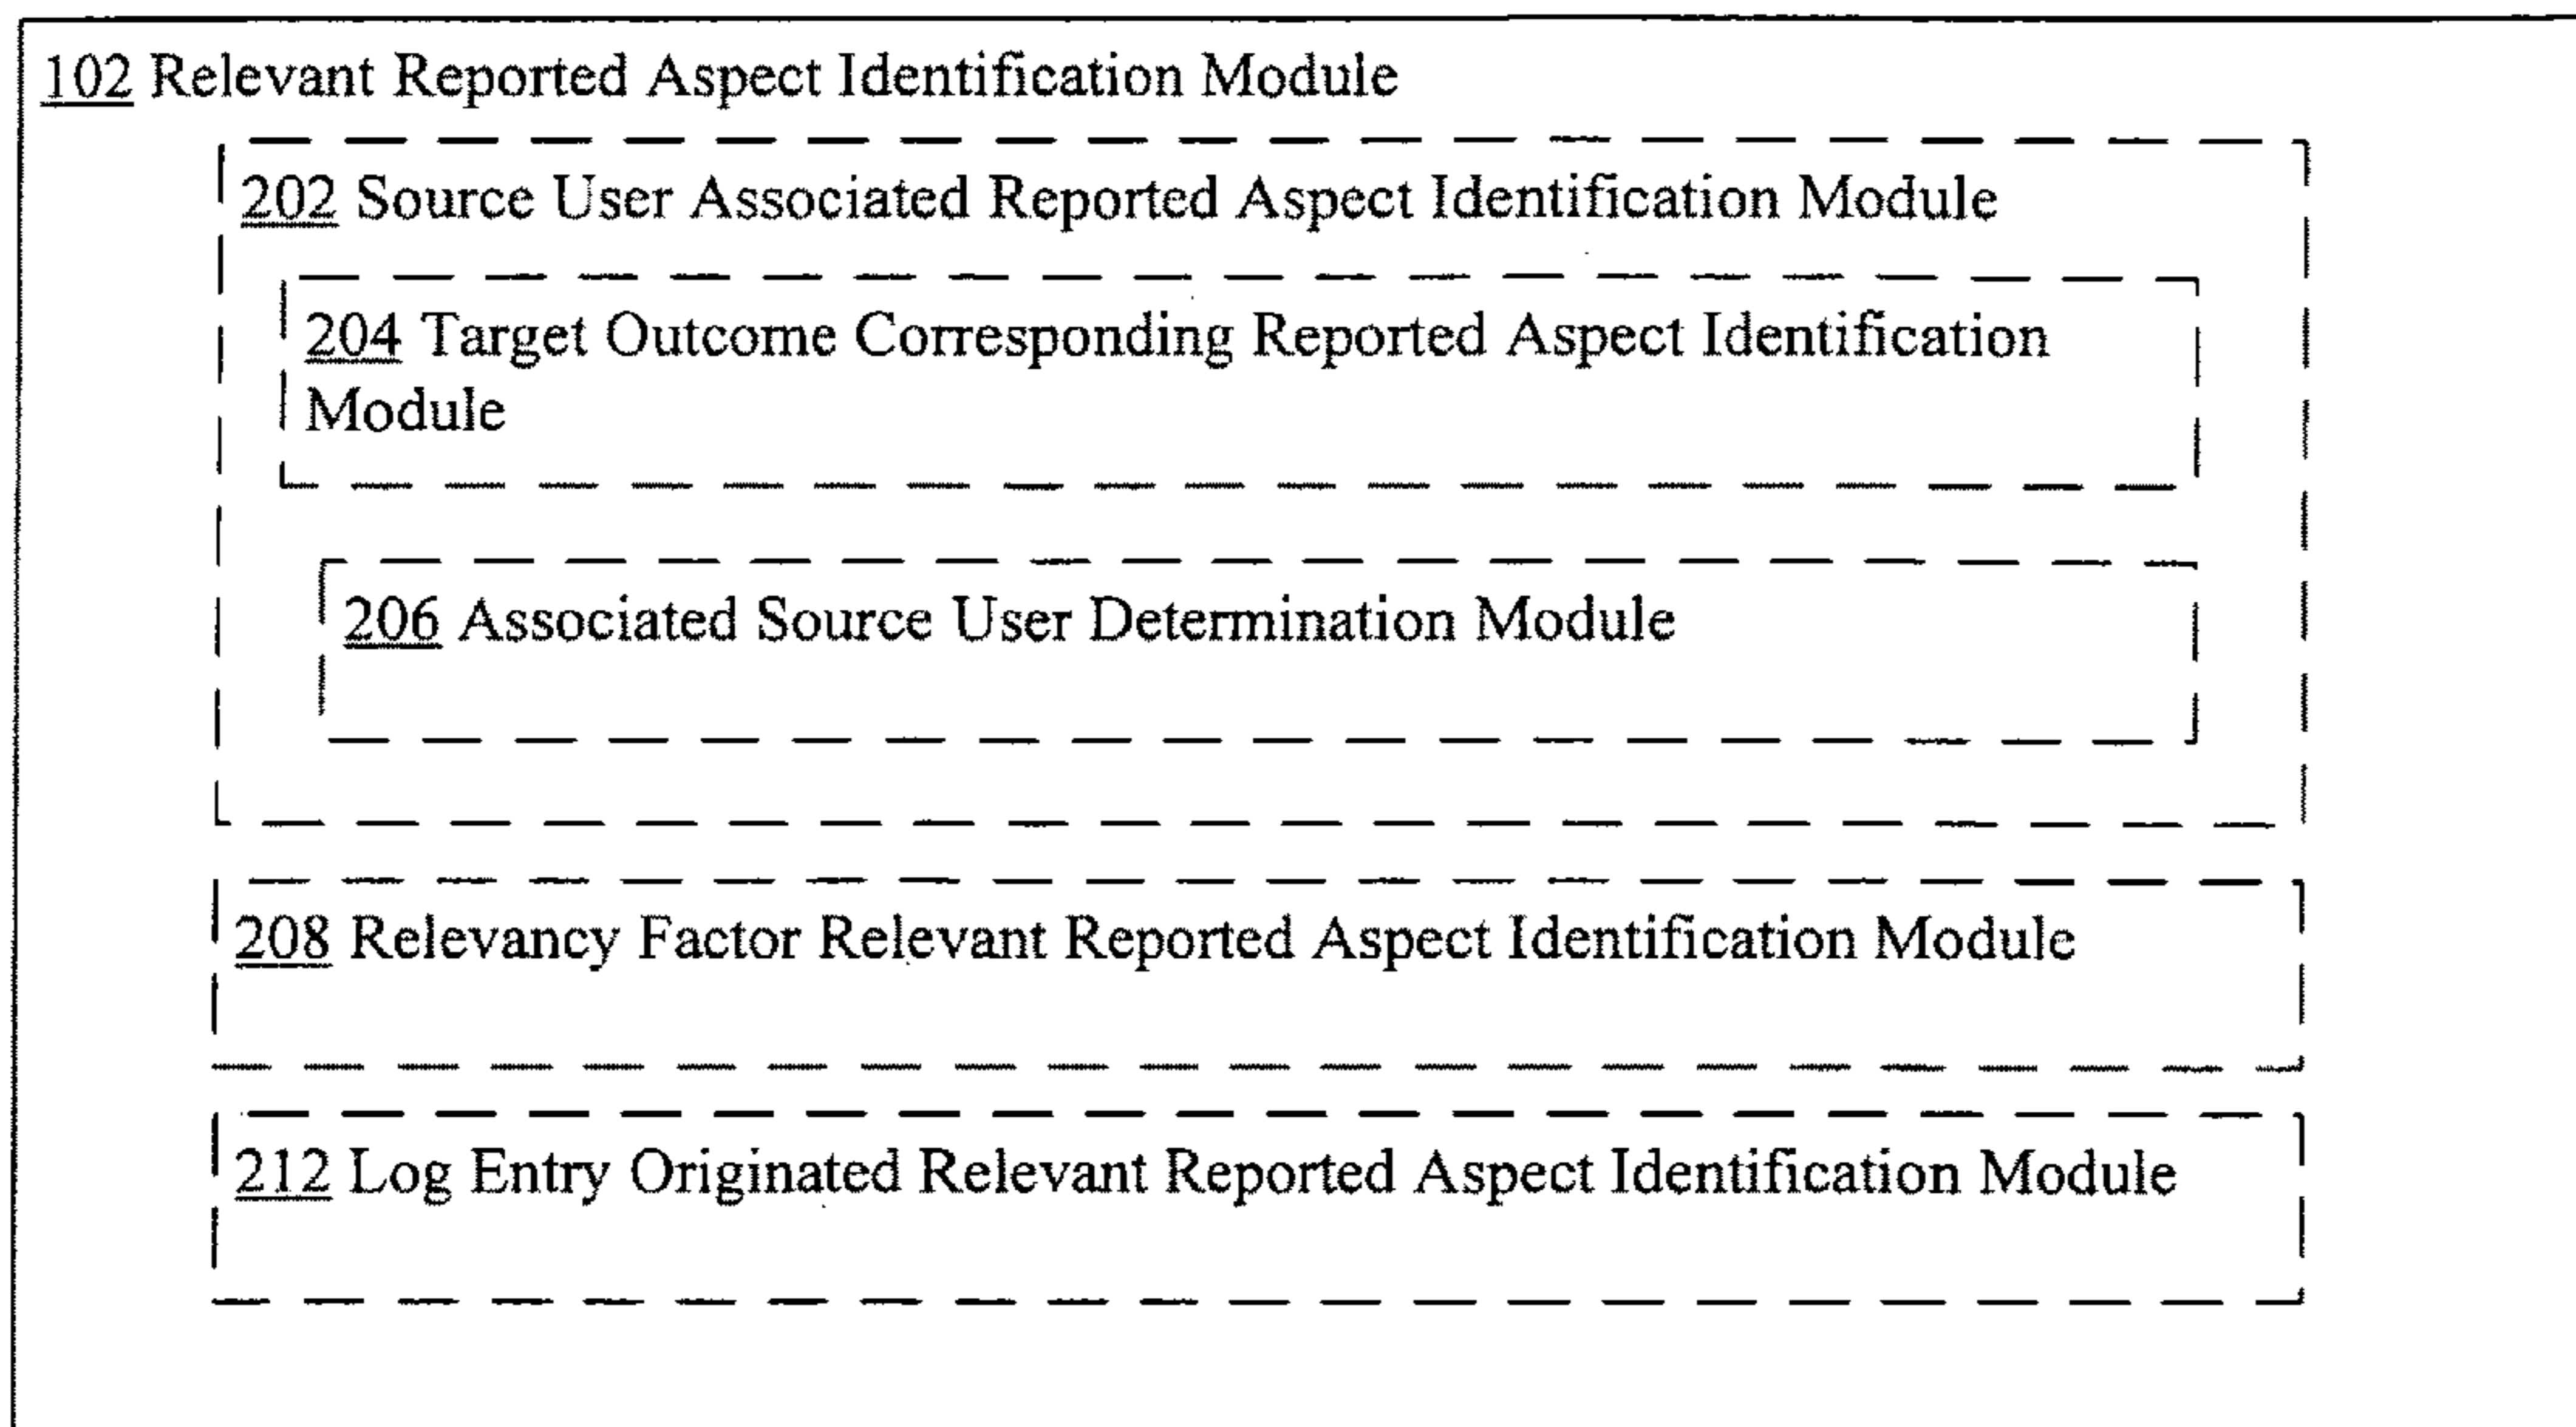 102 Relevant Reported Aspect Identification Module
202 Source User Associated Reported Aspect Identification Module
204 Target Outcome Corresponding Reported Aspect Identification
Module
206 Associated Source User Determination Module
208 Relevancy Factor Relevant Reported Aspect Identification Module
212 Log Entry Originated Relevant Reported Aspect Identification Module